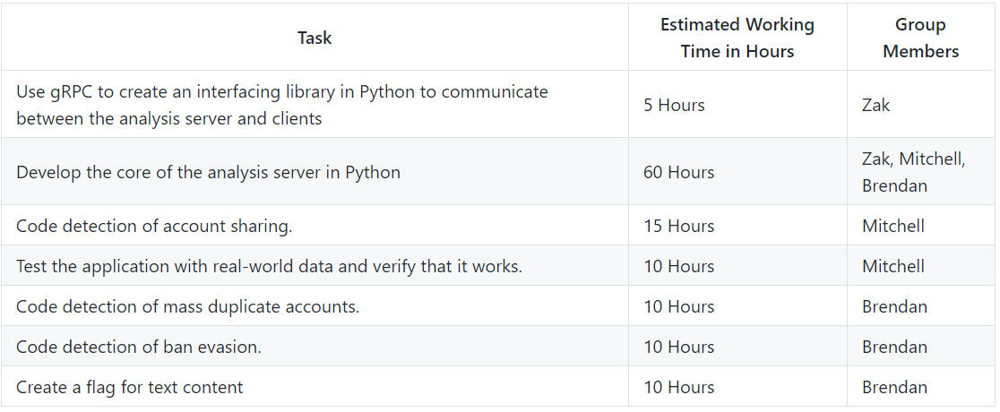 Task
Estimated Working
Time in Hours
Group
Members
Use gRPC to create an interfacing library in Python to communicate
between the analysis server and clients
5 Hours
Zak
Develop the core of the analysis server in Python
60 Hours
Zak, Mitchell,
Brendan
Code detection of account sharing.
15 Hours
Mitchell
Test the application with real-world data and verify that it works.
10 Hours
Mitchell
Code detection of mass duplicate accounts.
10 Hours
Brendan
Code detection of ban evasion.
10 Hours
Brendan
Create a flag for text content
10 Hours
Brendan